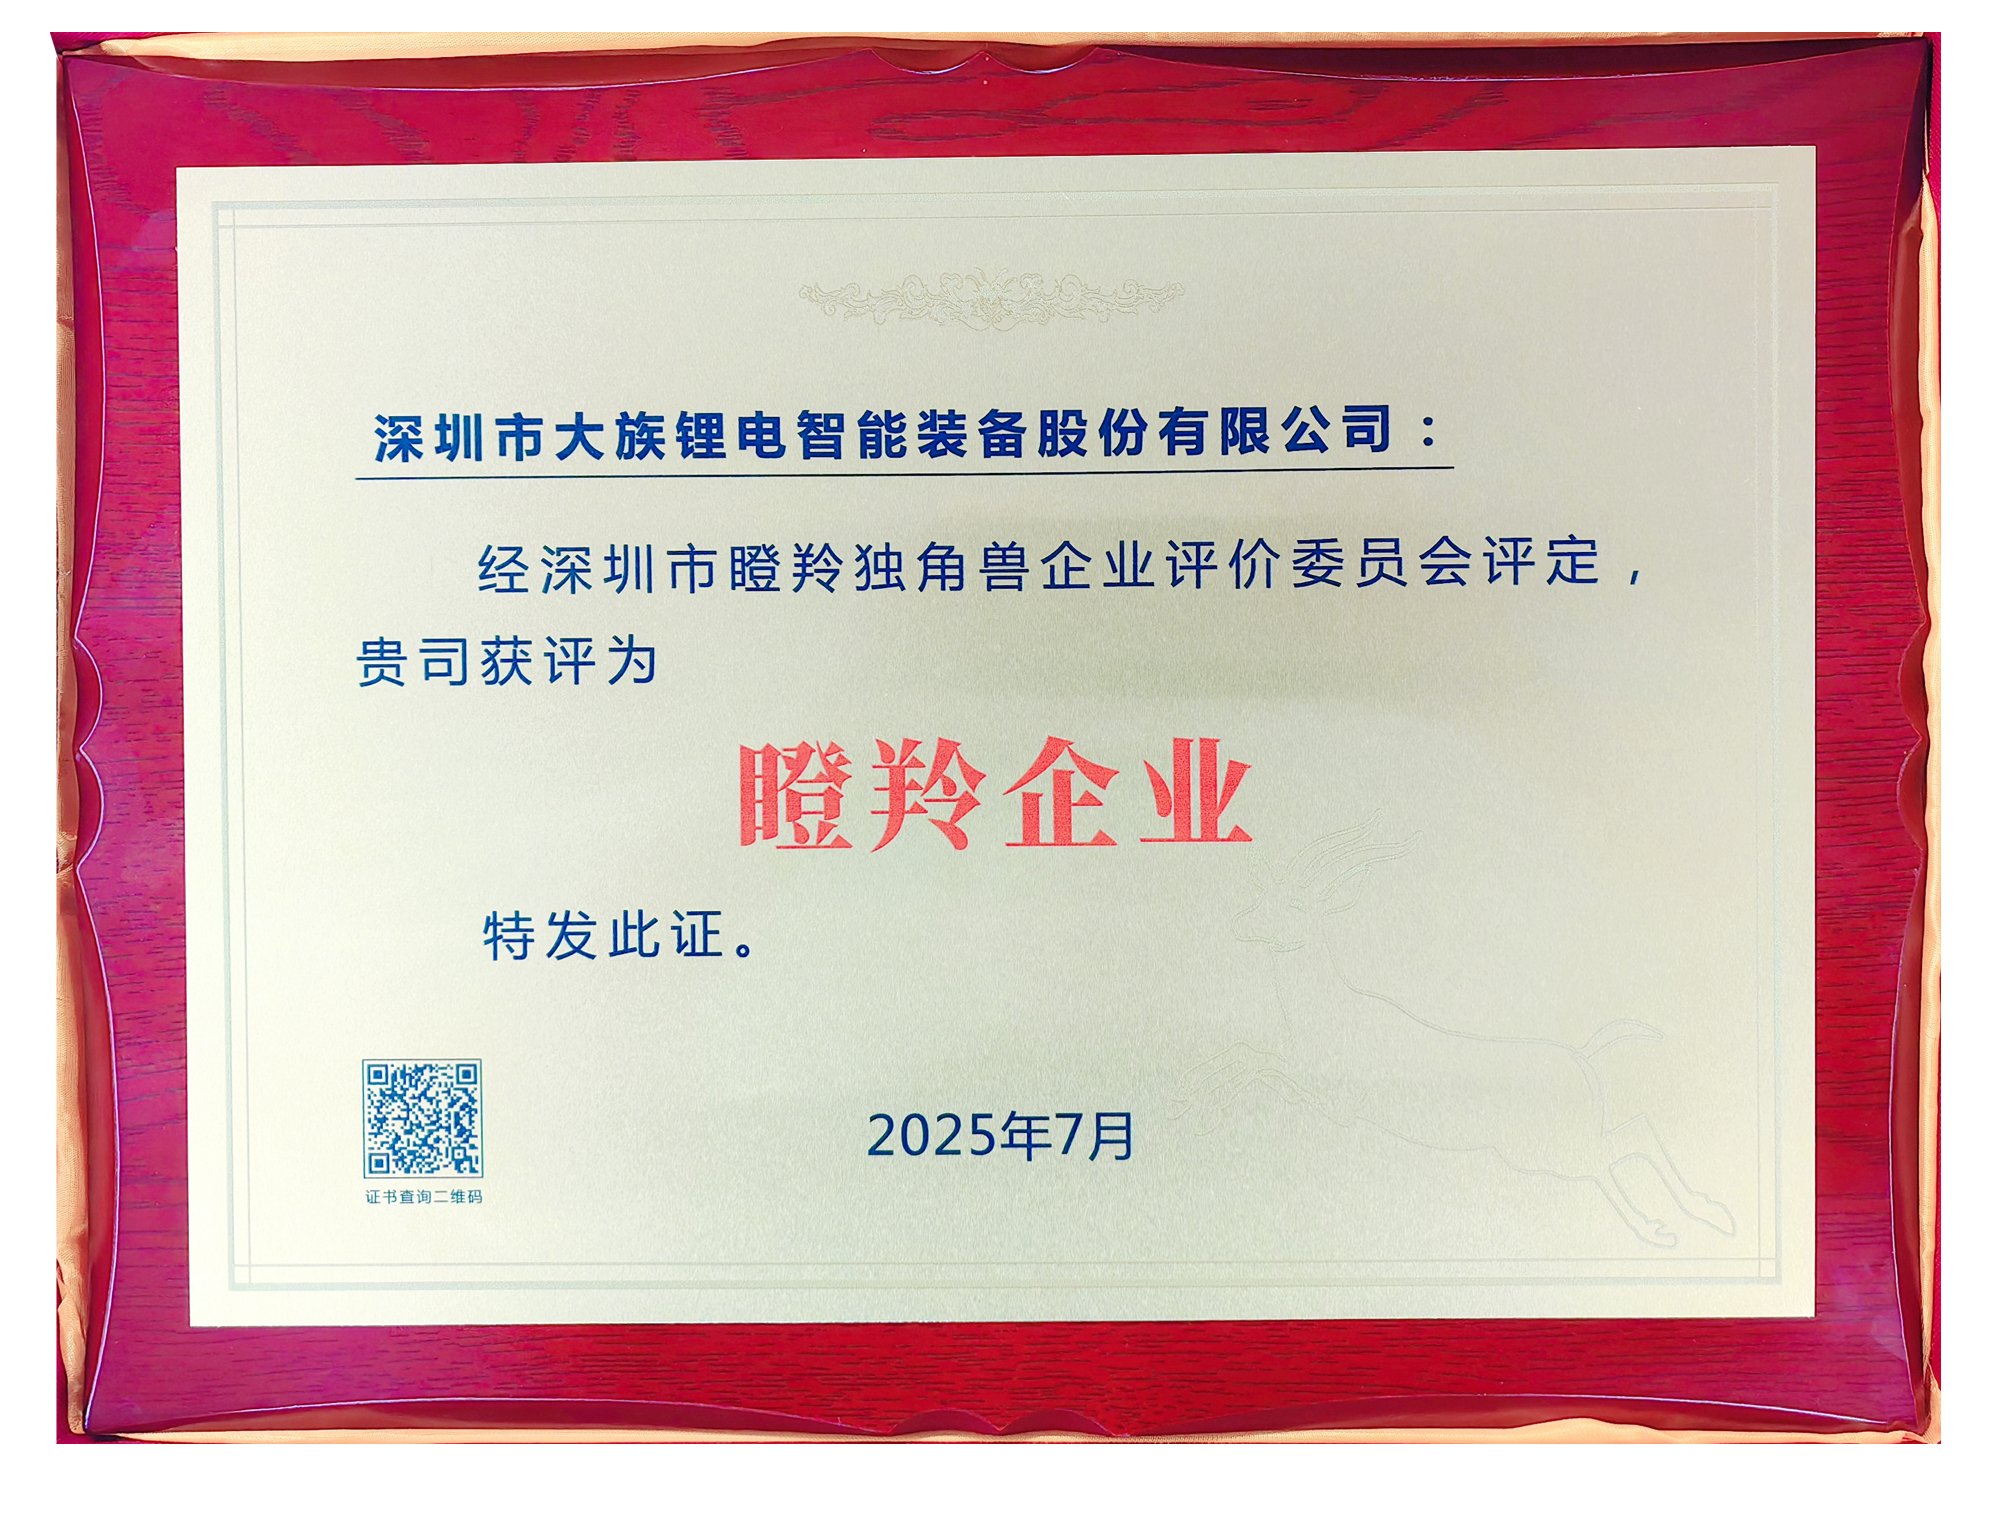 深圳市大族锂电智能装备股份有限公司：
经深圳市瞪羚独角兽企业评价委员会评定，
贵司获评为
瞪羚企业
特发此证。
2025年7月
证书查询二维码